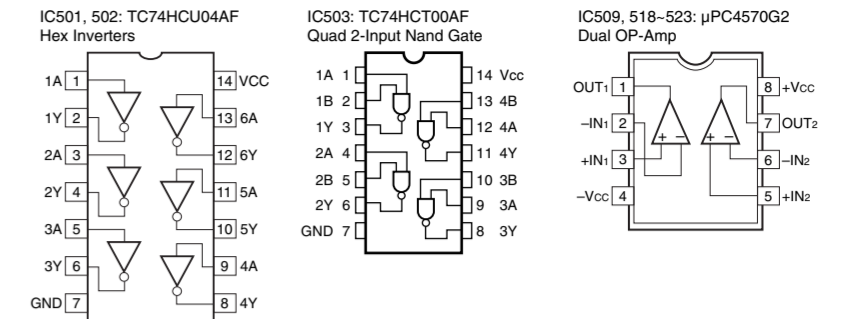 IC501, 502: TC74HCU04AF
Hex Inverters
1A 1
1Y 2
2A 3
2Y 4
3A 5
3Y 6
GND 7
14 VCC
13 6A
12 6Y
11 5A
10 5Y
9 4A
8 4Y
IC503: TC74HCT00AF
Quad 2-Input Nand Gate
1A 1
1B 2
1Y 3
2A 4
2B 5
2Y 6
GND 7
14 Vcc
13 4B
12 4A
11 4Y
10 3B
9 3A
8 3Y
IC509, 518~523: µPC4570G2
Dual OP-Amp
OUT1 1
–IN1 2
+IN1 3
–VCC 4
8 +VCC
7 OUT2
6 –IN2
5 +IN2
+ –
+ –